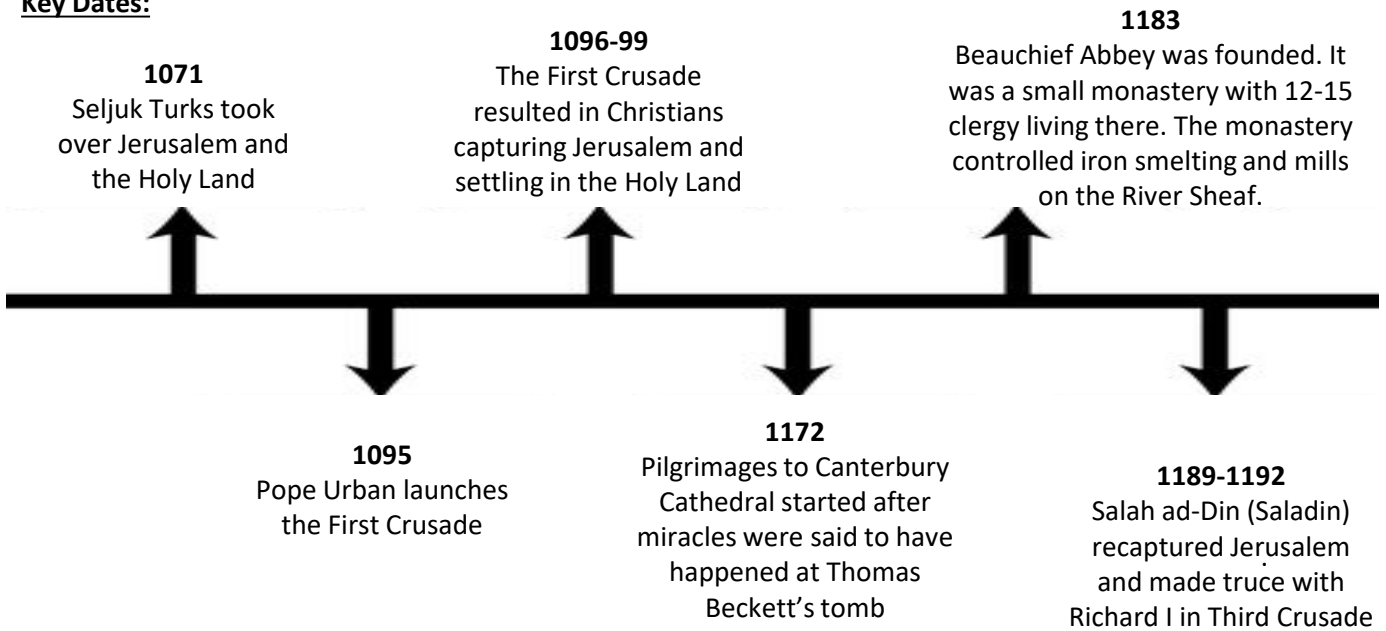 Key Dates:
1071
Seljuk Turks took
over Jerusalem and
the Holy Land
1096-99
The First Crusade
resulted in Christians
capturing Jerusalem and
settling in the Holy Land
1183
Beauchief Abbey was founded. It
was a small monastery with 12-15
clergy living there. The monastery
controlled iron smelting and mills
on the River Sheaf.
1095
Pope Urban launches
the First Crusade
1172
Pilgrimages to Canterbury
Cathedral started after
miracles were said to have
happened at Thomas
Beckett’s tomb
1189-1192
Salah ad-Din (Saladin)
recaptured Jerusalem
and made truce with
Richard I in Third Crusade